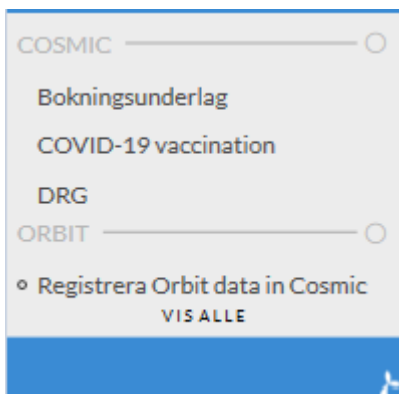 COSMIC
Bokningsunderlag
COVID-19 vaccination
DRG
ORBIT
Registrera Orbit data in Cosmic
VIS ALLE